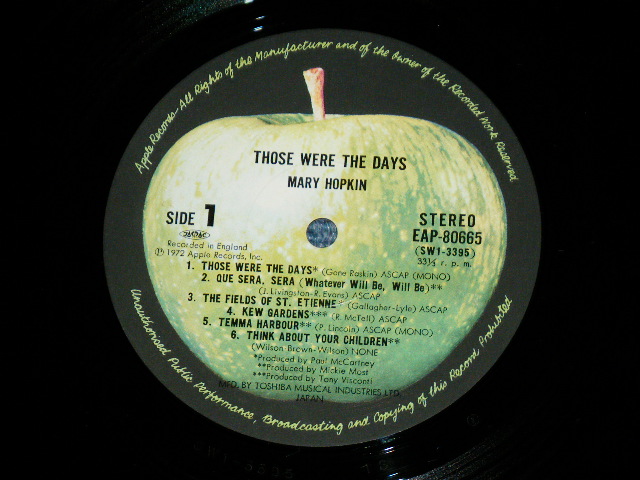 Apple Records-All Rights of the Manufacturer and of the Owner of the Recorded Work Reserved
THOSE WERE THE DAYS
MARY HOPKIN
SIDE 1
STEREO
EAP-80665
(SW1-3395)
33⅓ r. p. m.
JASRAC
Recorded in England
Ⓟ 1972 Apple Records, Inc.
1. THOSE WERE THE DAYS* (Gene Raskin) ASCAP (MONO)
2. QUE SERA, SERA (Whatever Will Be, Will Be)**
(J. Livingston-R. Evans) ASCAP
3. THE FIELDS OF ST. ETIENNE* (Gallagher-Lyle) ASCAP
4. KEW GARDENS*** (R. McTell) ASCAP
5. TEMMA HARBOUR** (P. Lincoln) ASCAP (MONO)
6. THINK ABOUT YOUR CHILDREN**
(Wilson-Brown-Wilson) NONE
*Produced by Paul McCartney
**Produced by Mickie Most
***Produced by Tony Visconti
MFD. BY TOSHIBA MUSICAL INDUSTRIES LTD.
JAPAN
Unauthorised Public Performance, Broadcasting and Copying of this Record Prohibited